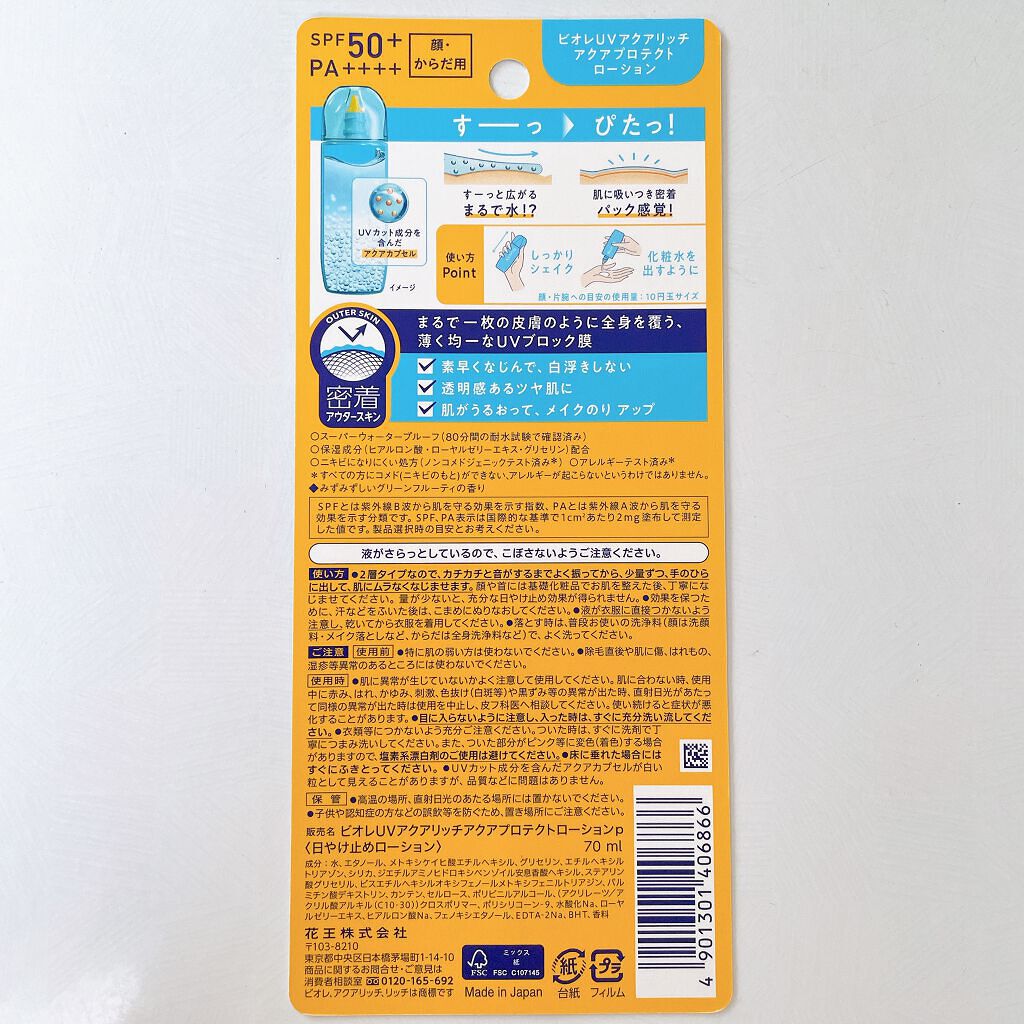 SPF50+
PA++++
顔・
からだ用
ビオレUVアクアリッチ
アクアプロテクト
ローション
すーっ ぴたっ!
UVカット成分を
含んだ
アクアカプセル
イメージ
すーっと広がる
まるで水!?
肌に吸いつき密着
パック感覚!
使い方
Point
しっかり
シェイク
化粧水を
出すように
顔・片腕への目安の使用量:10円玉サイズ
OUTER SKIN
密着
アウタースキン
まるで一枚の皮膚のように全身を覆う、
薄く均一なUVブロック膜
素早くなじんで、白浮きしない
透明感あるツヤ肌に
肌がうるおって、メイクのり アップ
○スーパーウォータープルーフ(80分間の耐水試験で確認済み)
○保湿成分(ヒアルロン酸・ローヤルゼリーエキス・グリセリン)配合
○ニキビになりにくい処方(ノンコメドジェニックテスト済み*) ○アレルギーテスト済み*
*すべての方にコメド(ニキビのもと)ができない、アレルギーが起こらないというわけではありません。
◆みずみずしいグリーンフルーティの香り
SPFとは紫外線B波から肌を守る効果を示す指数、PAとは紫外線A波から肌を守る
効果を示す分類です。SPF、PA表示は国際的な基準で1cm²あたり2mg塗布して測定
した値です。製品選択時の目安とお考えください。
液がさらっとしているので、こぼさないようご注意ください。
使い方 ●2層タイプなので、カチカチと音がするまでよく振ってから、少量ずつ、手のひら
に出して、肌にムラなくなじませます。顔や首には基礎化粧品でお肌を整えた後、丁寧にな
じませてください。量が少ないと、充分な日やけ止め効果が得られません。●効果を保つた
めに、汗などをふいた後は、こまめにぬりなおしてください。●液が衣服に直接つかないよう
注意し、乾いてから衣服を着用してください。●落とす時は、普段お使いの洗浄料(顔は洗顔
料・メイク落としなど、からだは全身洗浄料など)で、よく洗ってください。
ご注意 使用前 ●特に肌の弱い方は使わないでください。●除毛直後や肌に傷、はれもの、
湿疹等異常のあるところには使わないでください。
使用時 ●肌に異常が生じていないかよく注意して使用してください。肌に合わない時、使用
中に赤み、はれ、かゆみ、刺激、色抜け(白斑等)や黒ずみ等の異常が出た時、直射日光があたっ
て同様の異常が出た時は使用を中止し、皮フ科医へ相談してください。使い続けると症状が悪
化することがあります。●目に入らないように注意し、入った時は、すぐに充分洗い流してくだ
さい。●衣類等につかないよう充分ご注意ください。ついた時は、すぐに洗剤で丁
寧につまみ洗いしてください。また、ついた部分がピンク等に変色(着色)する場合
がありますので、塩素系漂白剤のご使用は避けてください。●床に垂れた場合には
すぐにふきとってください。●UVカット成分を含んだアクアカプセルが白い
粒として見えることがありますが、品質などに問題はありません。
保 管 ●高温の場所、直射日光のあたる場所には置かないでください。
●子供や認知症の方などの誤飲等を防ぐため、置き場所にご注意ください。
販売名 ビオレUVアクアリッチアクアプロテクトローションp
〈日やけ止めローション〉 70 ml
成分:水、エタノール、メトキシケイヒ酸エチルヘキシル、グリセリン、エチルヘキシル
トリアゾン、シリカ、ジエチルアミノヒドロキシベンゾイル安息香酸ヘキシル、ステアリン
酸グリセリル、ビスエチルヘキシルオキシフェノールメトキシフェニルトリアジン、パル
ミチン酸デキストリン、カンテン、セルロース、ポリビニルアルコール、(アクリレーツ/ア
クリル酸アルキル(C10-30))クロスポリマー、ポリシリコーン-9、水酸化Na、ローヤ
ルゼリーエキス、ヒアルロン酸Na、フェノキシエタノール、EDTA-2Na、BHT、香料
花王株式会社
〒103-8210
東京都中央区日本橋茅場町1-14-10
商品に関するお問合せ・ご意見は
消費者相談室 0120-165-692
ビオレ、アクアリッチ、リッチは商標です
FSC
ミックス
紙
FSC C107145
Made in Japan
紙
台紙
プラ
フィルム
4 901301 406866